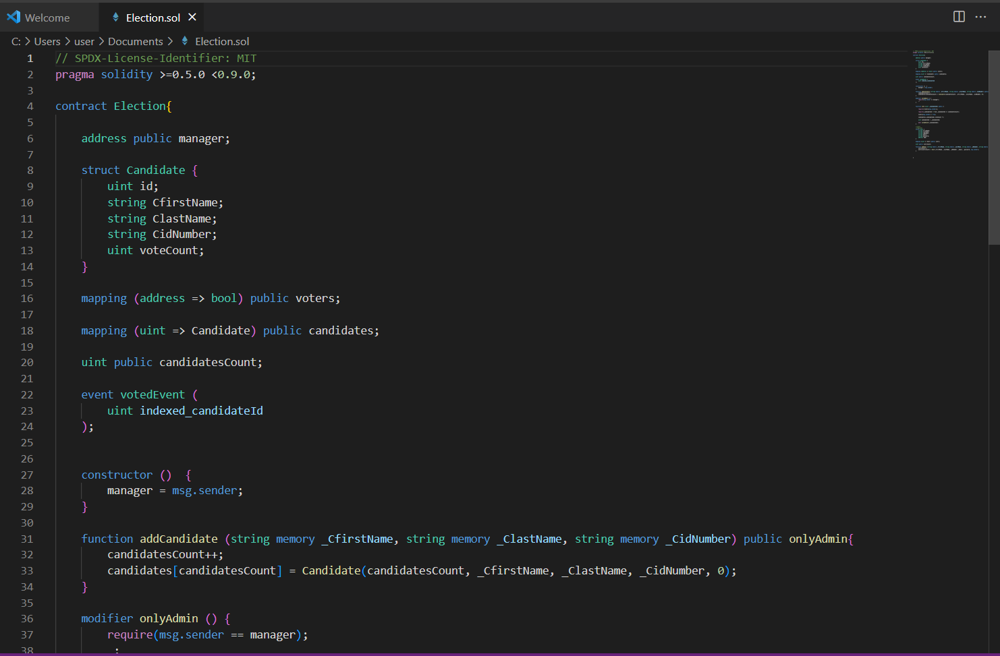 Welcome Election.sol
C: > Users > user > Documents > Election.sol
1 // SPDX-License-Identifier: MIT
2 pragma solidity >=0.5.0 <0.9.0;
3
4 contract Election{
5
6 address public manager;
7
8 struct Candidate {
9 uint id;
10 string CfirstName;
11 string ClastName;
12 string CidNumber;
13 uint voteCount;
14 }
15
16 mapping (address => bool) public voters;
17
18 mapping (uint => Candidate) public candidates;
19
20 uint public candidatesCount;
21
22 event votedEvent (
23 uint indexed_candidateId
24 );
25
26
27 constructor () {
28 manager = msg.sender;
29 }
30
31 function addCandidate (string memory _CfirstName, string memory _ClastName, string memory _CidNumber) public onlyAdmin{
32 candidatesCount++;
33 candidates[candidatesCount] = Candidate(candidatesCount, _CfirstName, _ClastName, _CidNumber, 0);
34 }
35
36 modifier onlyAdmin () {
37 require(msg.sender == manager);
38